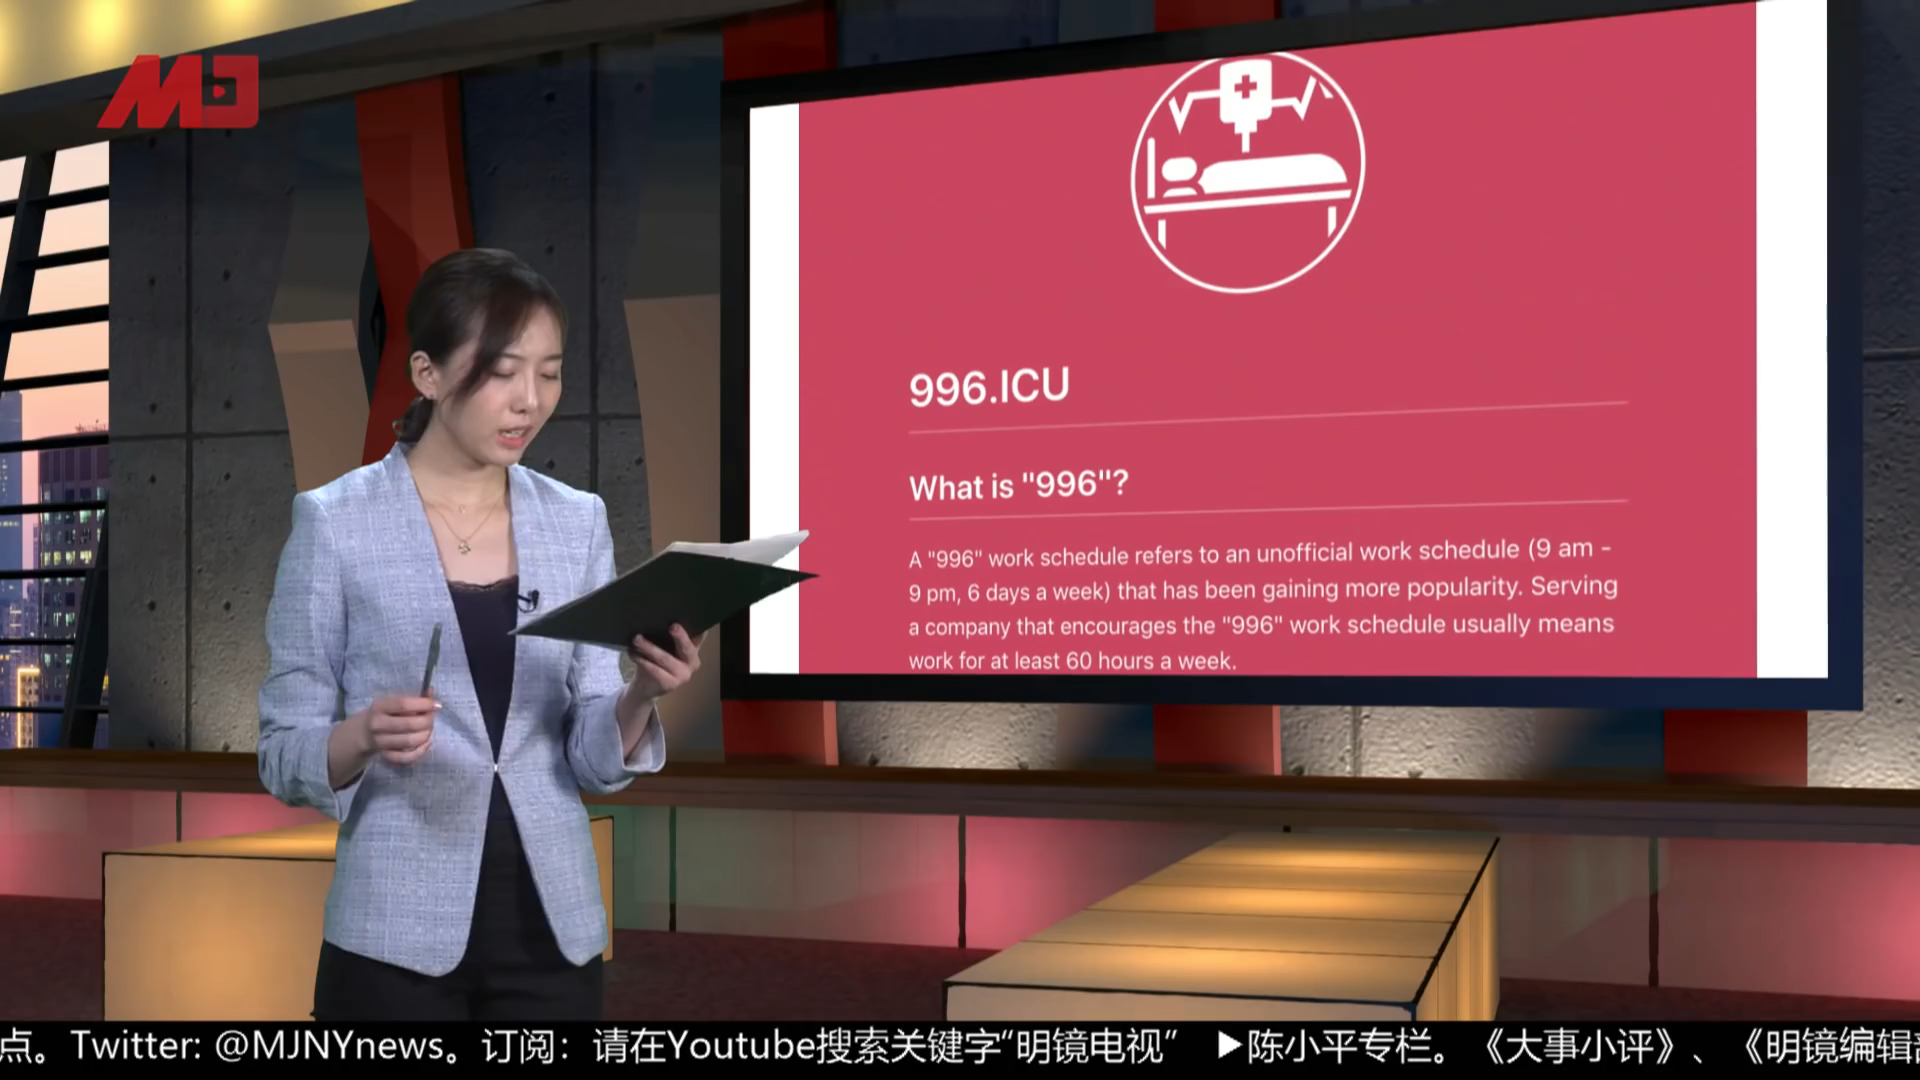 MD
996.ICU
What is "996"?
A "996" work schedule refers to an unofficial work schedule (9 am -
9 pm, 6 days a week) that has been gaining more popularity. Serving
a company that encourages the "996" work schedule usually means
work for at least 60 hours a week.
点。Twitter: @MJNYnews。订阅：请在Youtube搜索关键字“明镜电视” ▶陈小平专栏。《大事小评》、《明镜编辑